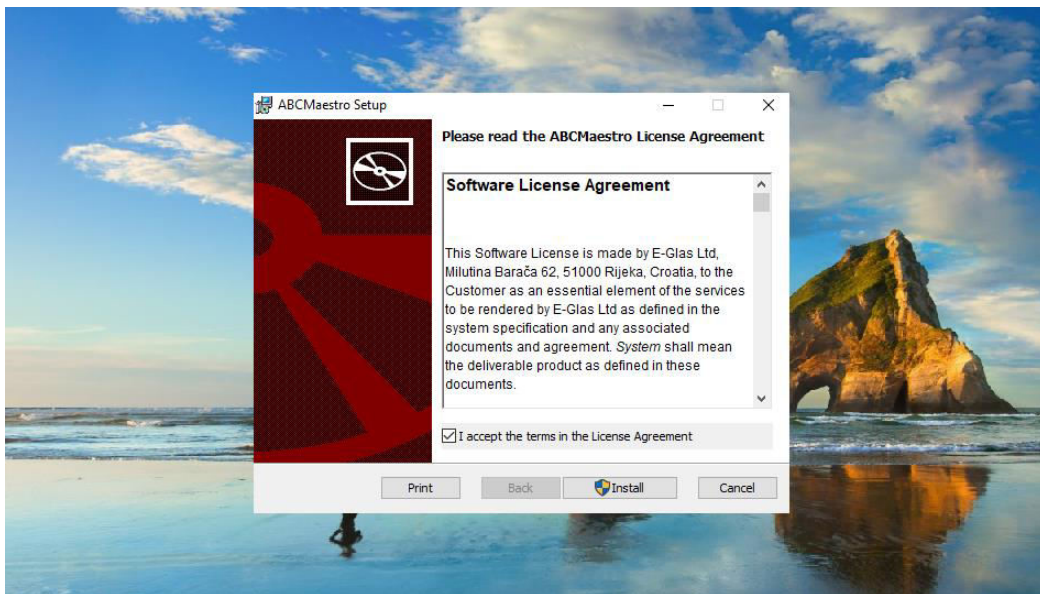 ABCMaestro Setup
Please read the ABCMaestro License Agreement
Software License Agreement
This Software License is made by E-Glas Ltd,
Milutina Barača 62, 51000 Rijeka, Croatia, to the
Customer as an essential element of the services
to be rendered by E-Glas Ltd as defined in the
system specification and any associated
documents and agreement. System shall mean
the deliverable product as defined in these
documents.
I accept the terms in the License Agreement
Print
Back
Install
Cancel